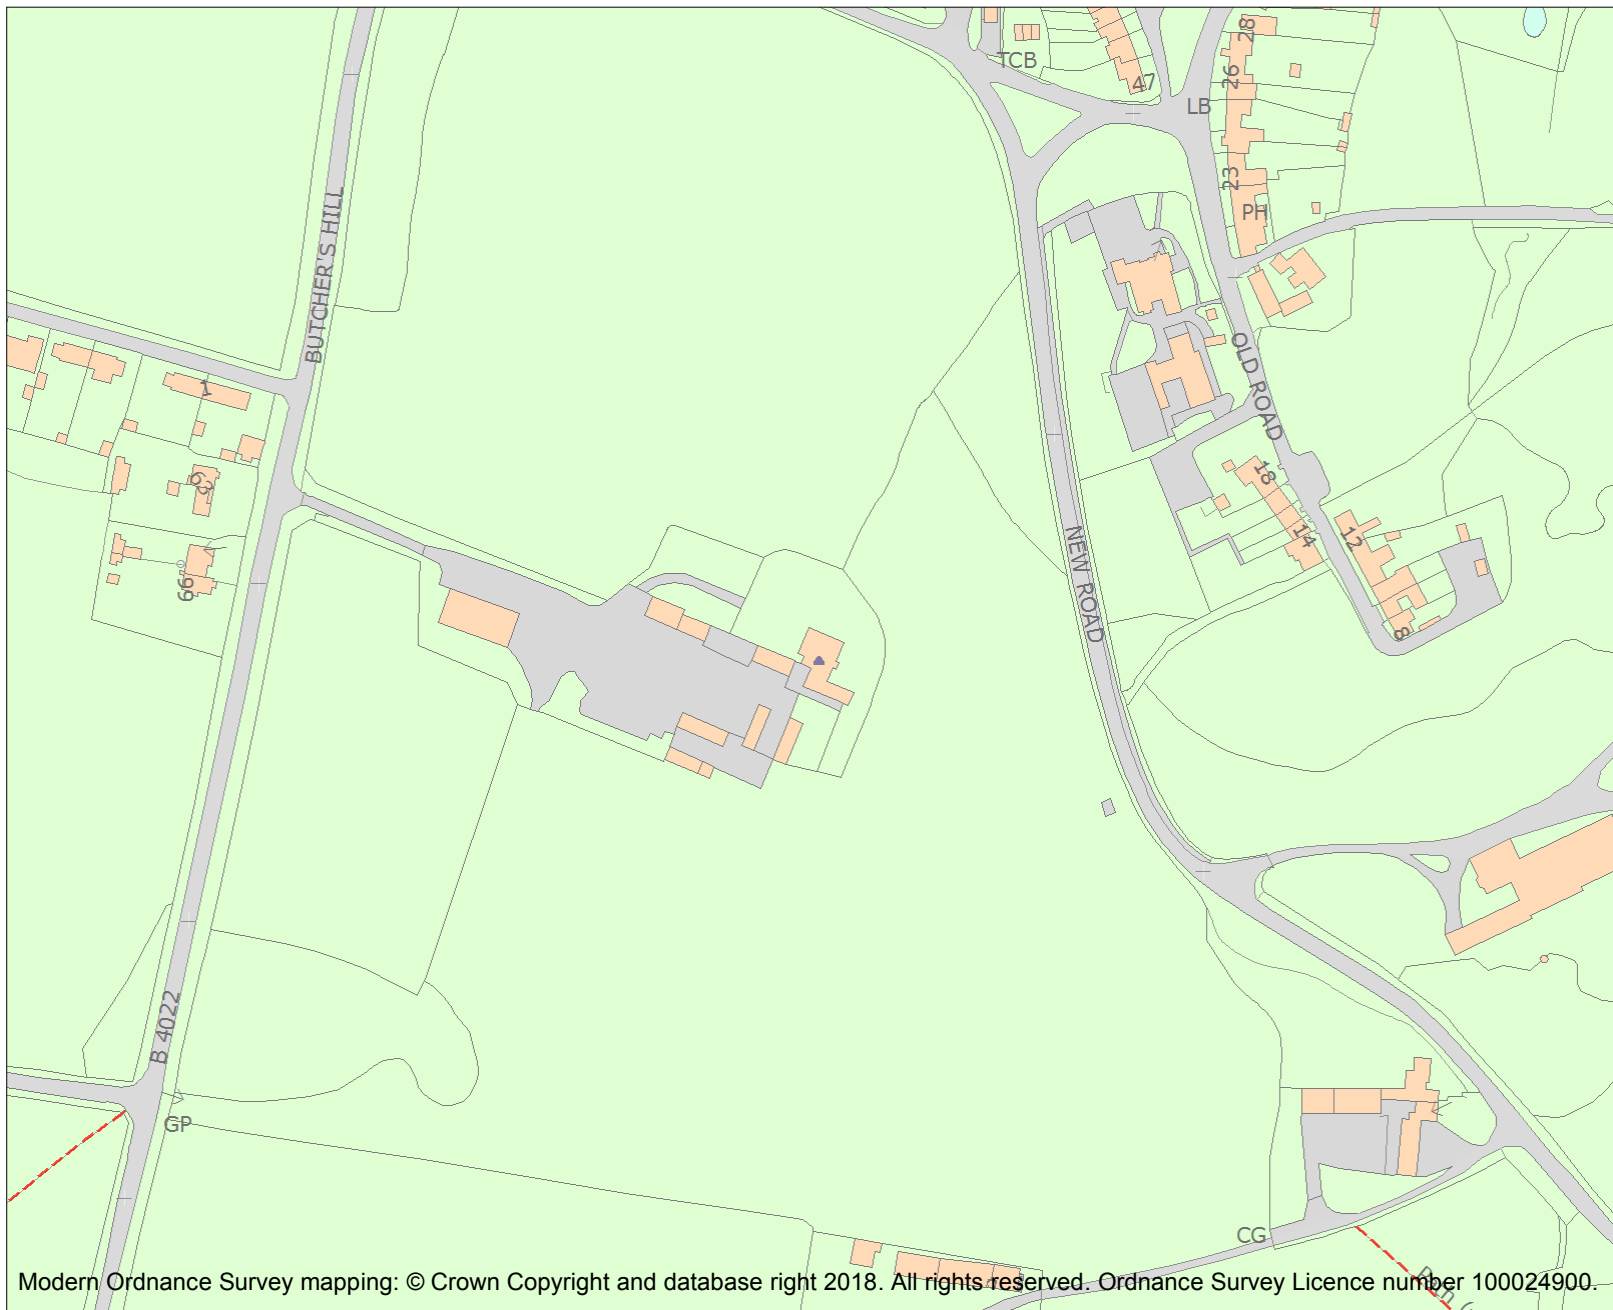 28
TCB
26
47
LB
23
PH
BUTCHER'S HILL
OLD ROAD
1
63
18
NEW ROAD
14
12
66
8
B 4022
GP
CG
Path
Modern Ordnance Survey mapping: © Crown Copyright and database right 2018. All rights reserved. Ordnance Survey Licence number 100024900.